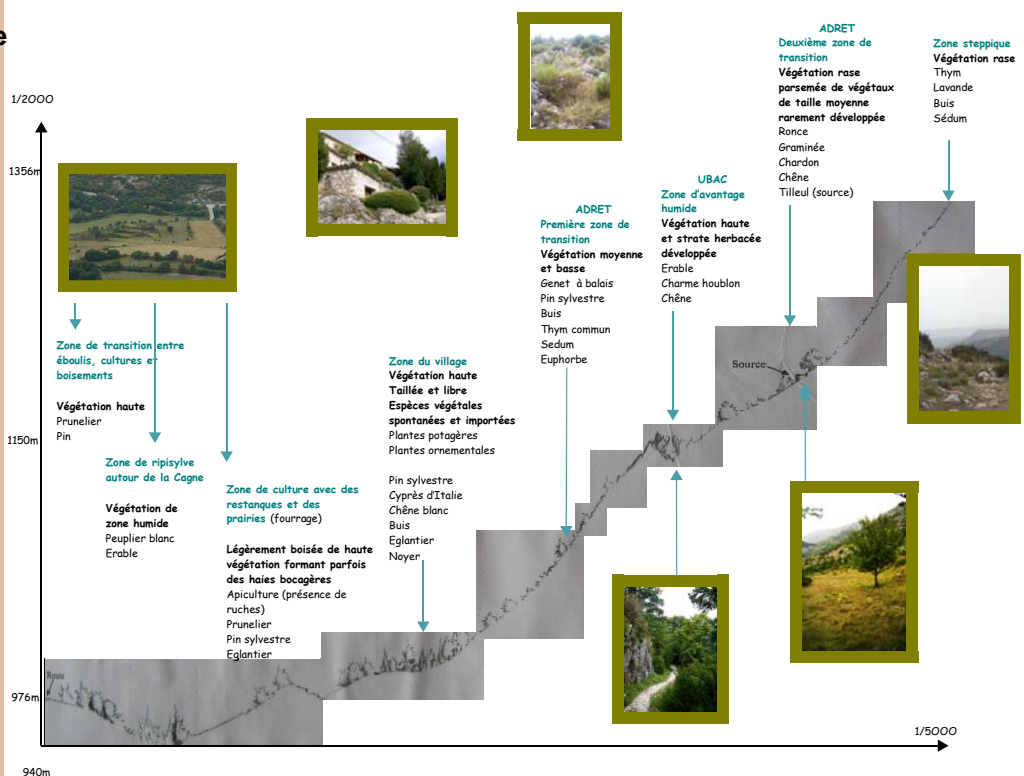 e
1/2000
1356m
1150m
976m
940m
1/5000
Zone de transition entre
éboulis, cultures et
boisements
Végétation haute
Prunelier
Pin
Zone de ripisylve
autour de la Cagne
Végétation de
zone humide
Peuplier blanc
Erable
Zone de culture avec des
restanques et des
prairies (fourrage)
Légèrement boisée de haute
végétation formant parfois
des haies bocagères
Apiculture (présence de
ruches)
Prunelier
Pin sylvestre
Eglantier
Zone du village
Végétation haute
Taillée et libre
Espèces végétales
spontanées et importées
Plantes potagères
Plantes ornementales
Pin sylvestre
Cyprès d'Italie
Chêne blanc
Buis
Eglantier
Noyer
ADRET
Première zone de
transition
Végétation moyenne
et basse
Genet à balais
Pin sylvestre
Buis
Thym commun
Sedum
Euphorbe
UBAC
Zone d'avantage
humide
Végétation haute
et strate herbacée
développée
Erable
Charme houblon
Chêne
ADRET
Deuxième zone de
transition
Végétation rase
parsemée de végétaux
de taille moyenne
rarement développée
Ronce
Graminée
Chardon
Chêne
Tilleul (source)
Zone steppique
Végétation rase
Thym
Lavande
Buis
Sédum
Source